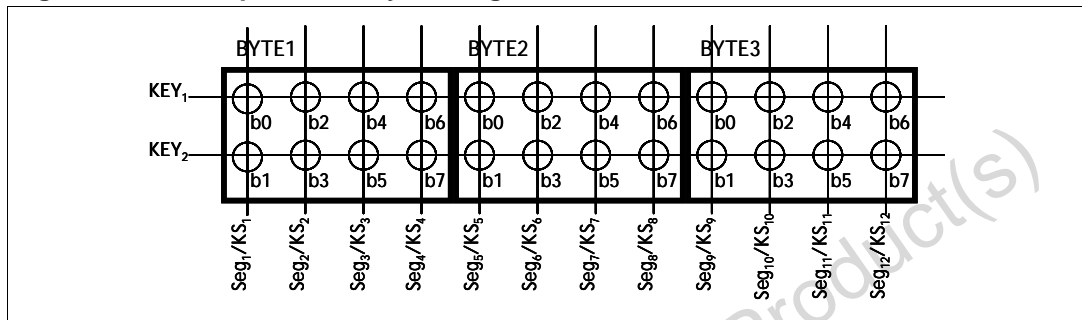 BYTE1 BYTE2 BYTE3
KEY₁
b0 b2 b4 b6 b0 b2 b4 b6 b0 b2 b4 b6
KEY₂
b1 b3 b5 b7 b1 b3 b5 b7 b1 b3 b5 b7
Seg₁/KS₁
Seg₂/KS₂
Seg₃/KS₃
Seg₄/KS₄
Seg₅/KS₅
Seg₆/KS₆
Seg₇/KS₇
Seg₈/KS₈
Seg₉/KS₉
Seg₁₀/KS₁₀
Seg₁₁/KS₁₁
Seg₁₂/KS₁₂
Product(s)